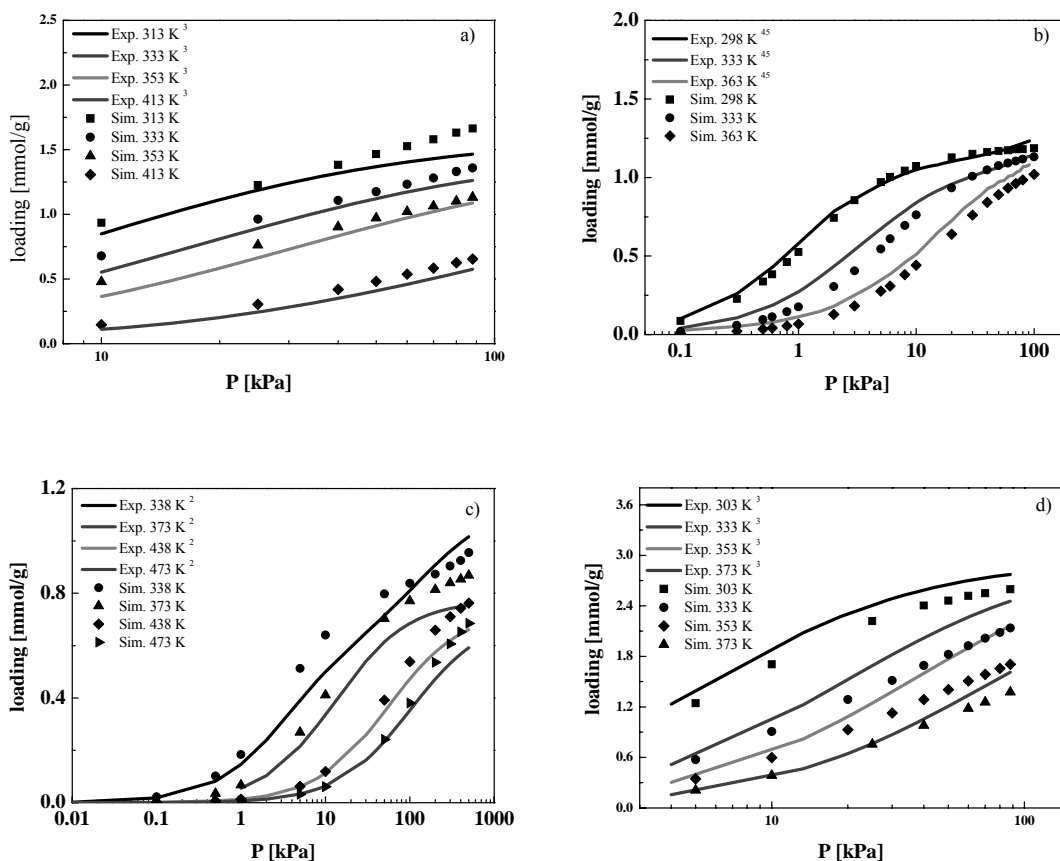 2.5
2.0
1.5
1.0
0.5
0.0
loading [mmol/g]
Exp. 313 K 3
Exp. 333 K 3
Exp. 353 K 3
Exp. 413 K 3
Sim. 313 K
Sim. 333 K
Sim. 353 K
Sim. 413 K
a)
10
100
P [kPa]
2.0
1.5
1.0
0.5
0.0
loading [mmol/g]
Exp. 298 K 45
Exp. 333 K 45
Exp. 363 K 45
Sim. 298 K
Sim. 333 K
Sim. 363 K
b)
0.1
1
10
100
P [kPa]
1.2
0.8
0.4
0.0
loading [mmol/g]
Exp. 338 K 2
Exp. 373 K 2
Exp. 438 K 2
Exp. 473 K 2
Sim. 338 K
Sim. 373 K
Sim. 438 K
Sim. 473 K
c)
0.01
0.1
1
10
100
1000
P [kPa]
3.6
3.0
2.4
1.8
1.2
0.6
0.0
loading [mmol/g]
Exp. 303 K 3
Exp. 333 K 3
Exp. 353 K 3
Exp. 373 K 3
Sim. 303 K
Sim. 333 K
Sim. 353 K
Sim. 373 K
d)
10
100
P [kPa]